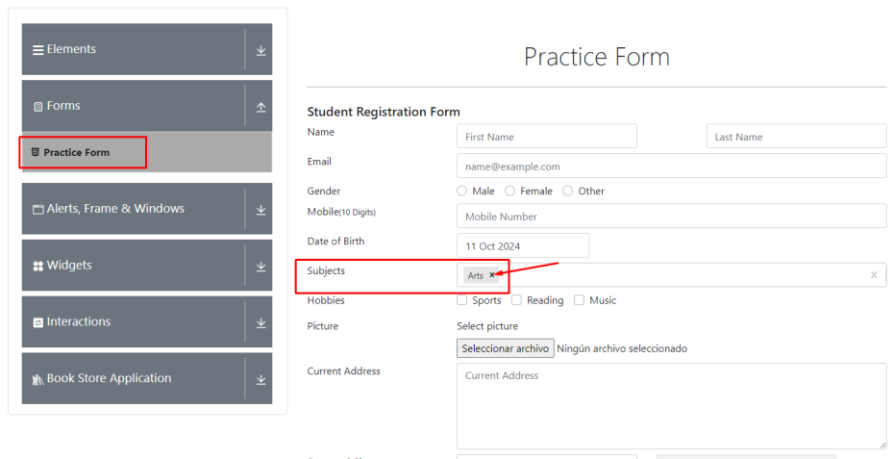 Elements
Forms
Practice Form
Alerts, Frame & Windows
Widgets
Interactions
Book Store Application
Practice Form
Student Registration Form
Name First Name Last Name
Email name@example.com
Gender Male Female Other
Mobile(10 Digits) Mobile Number
Date of Birth 11 Oct 2024
Subjects Arts × ×
Hobbies Sports Reading Music
Picture Select picture
Seleccionar archivo Ningún archivo seleccionado
Current Address Current Address